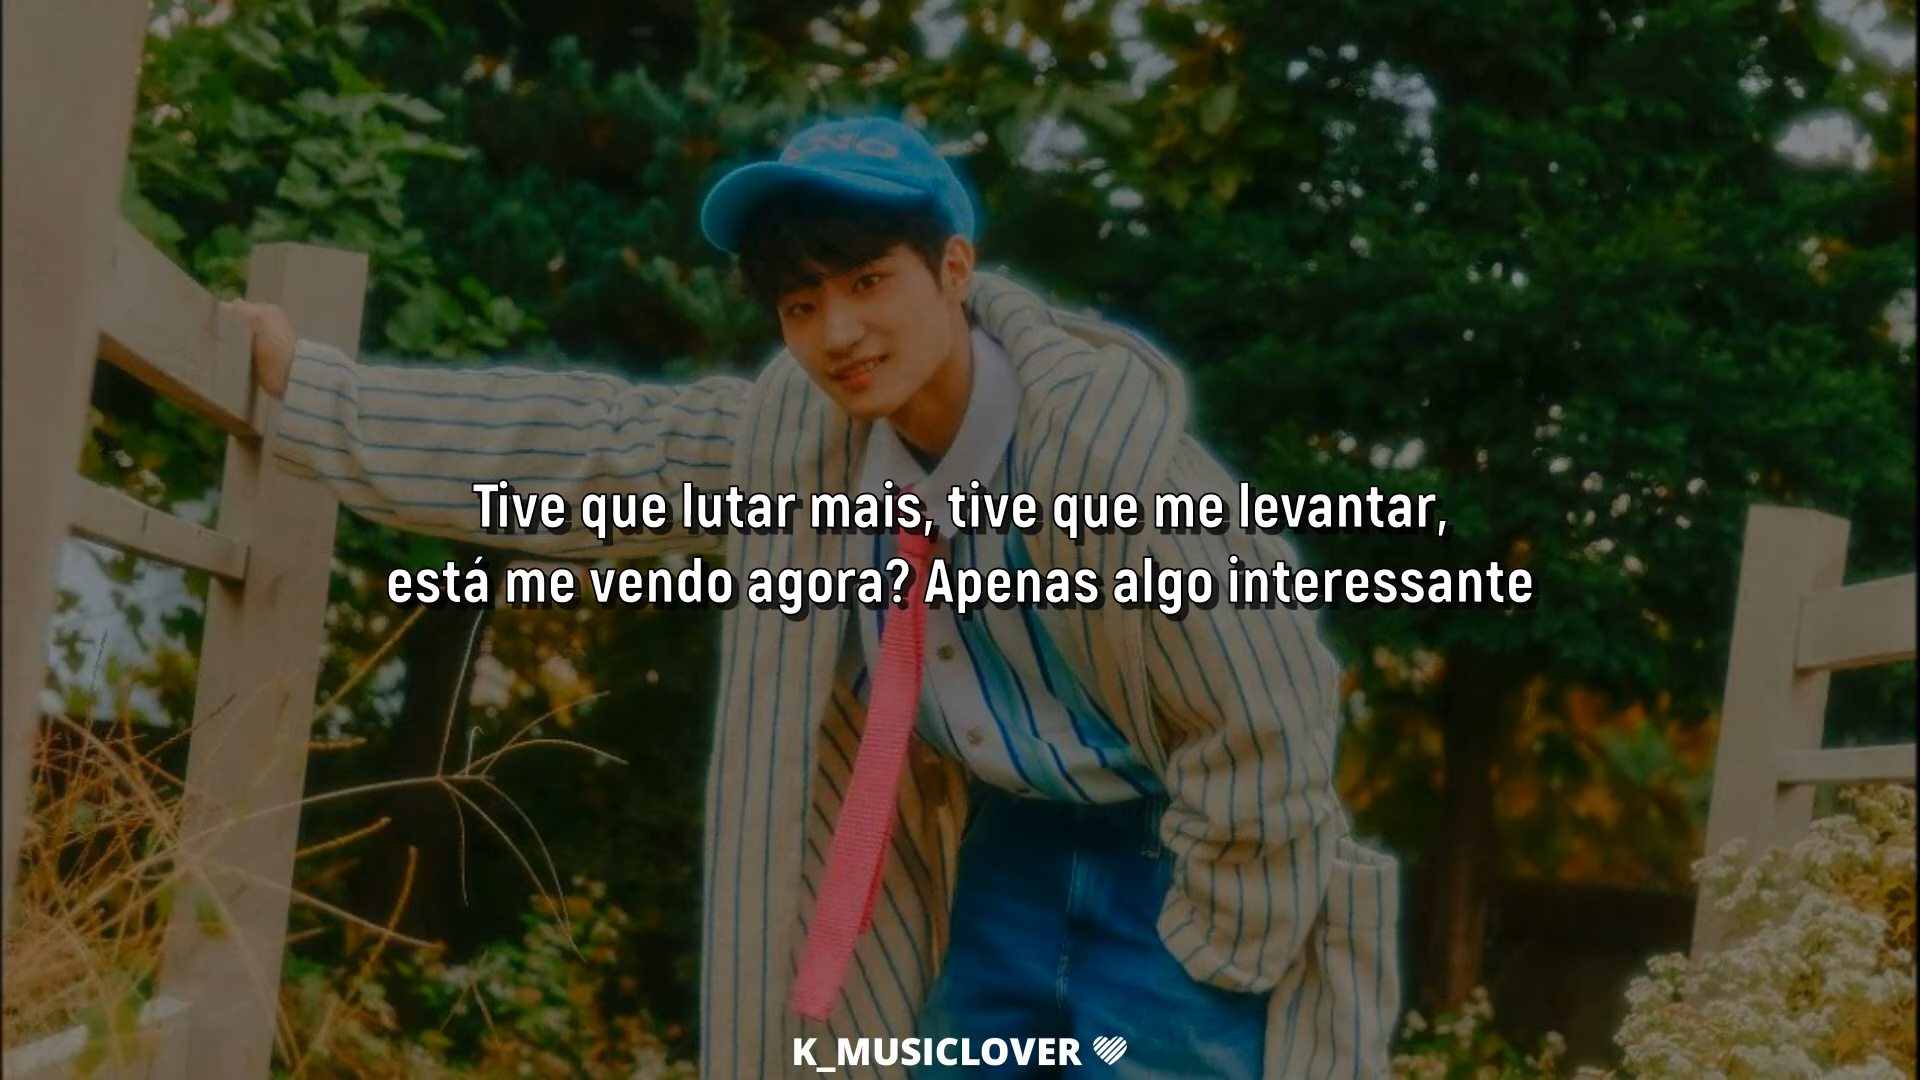 Tive que lutar mais, tive que me levantar,
está me vendo agora? Apenas algo interessante
K_MUSICLOVER